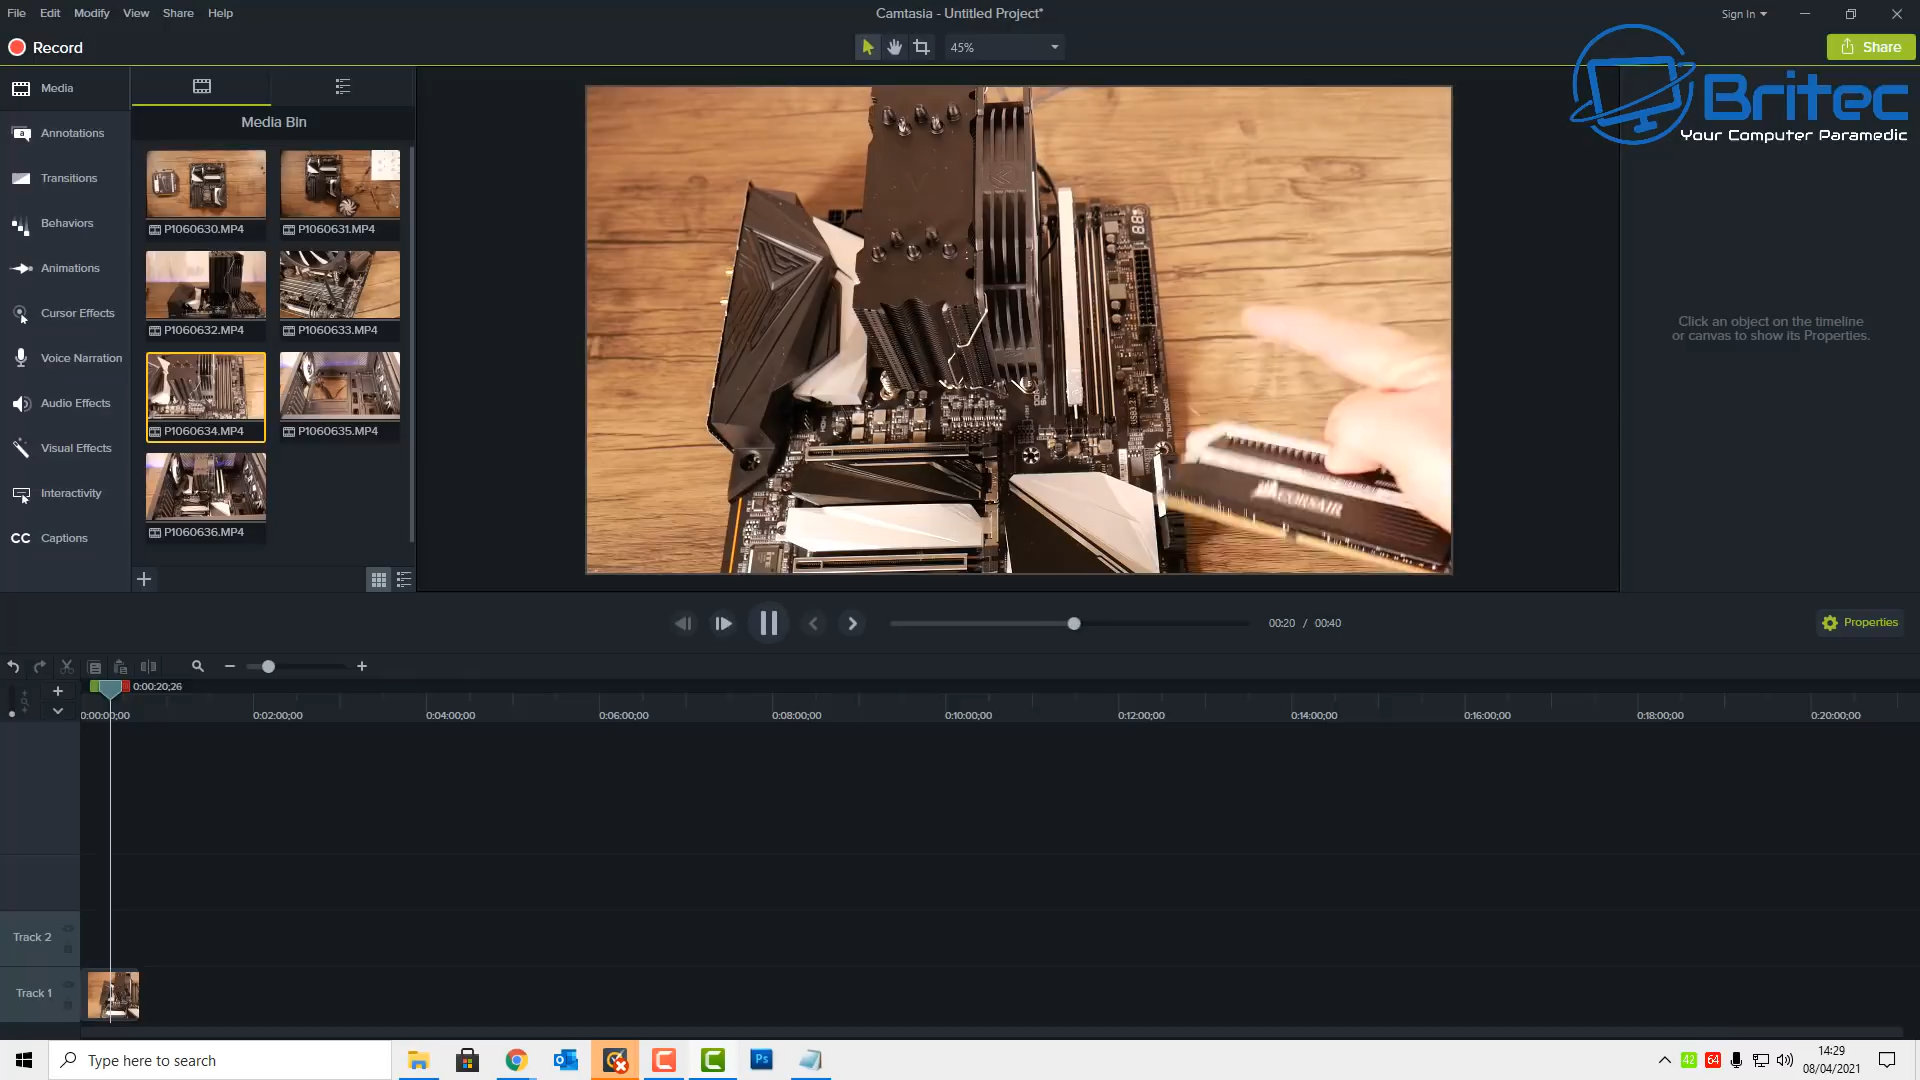 File Edit Modify View Share Help
Camtasia - Untitled Project*
Sign In
Record
45%
Share
Britec
Your Computer Paramedic
Media
Annotations
Transitions
Behaviors
Animations
Cursor Effects
Voice Narration
Audio Effects
Visual Effects
Interactivity
CC Captions
Media Bin
P1060630.MP4
P1060631.MP4
P1060632.MP4
P1060633.MP4
P1060634.MP4
P1060635.MP4
P1060636.MP4
CORSAIR
Click an object on the timeline
or canvas to show its Properties.
00:20 / 00:40
Properties
0:00:20;26
0:00:00;00 0:02:00;00 0:04:00;00 0:06:00;00 0:08:00;00 0:10:00;00 0:12:00;00 0:14:00;00 0:16:00;00 0:18:00;00 0:20:00;00
Track 2
Track 1
Type here to search
Ps
42 64
14:29
08/04/2021